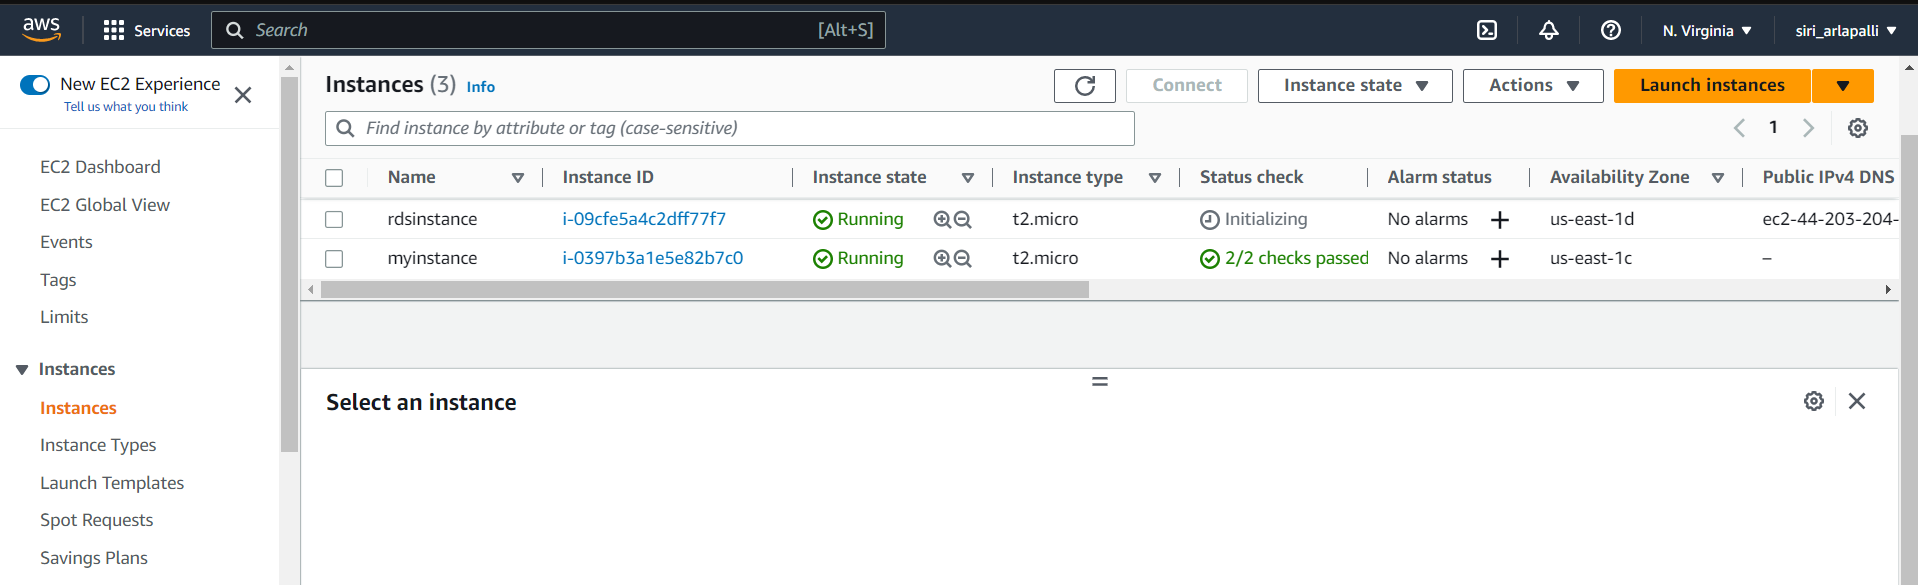 aws Services Search [Alt+S] N. Virginia siri_arlapalli
New EC2 Experience
Tell us what you think
EC2 Dashboard
EC2 Global View
Events
Tags
Limits
Instances
Instances
Instance Types
Launch Templates
Spot Requests
Savings Plans
Instances (3) Info Connect Instance state Actions Launch instances
Find instance by attribute or tag (case-sensitive) 1
Name Instance ID Instance state Instance type Status check Alarm status Availability Zone Public IPv4 DNS
rdsinstance i-09cfe5a4c2dff77f7 Running t2.micro Initializing No alarms + us-east-1d ec2-44-203-204-
myinstance i-0397b3a1e5e82b7c0 Running t2.micro 2/2 checks passed No alarms + us-east-1c –
Select an instance